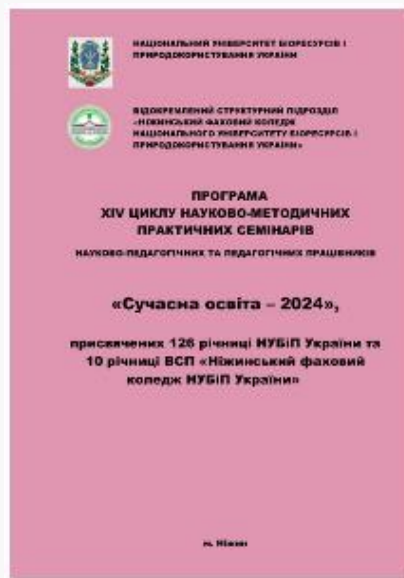 НАЦІОНАЛЬНИЙ УНІВЕРСИТЕТ БІОРЕСУРСІВ І
ПРИРОДОКОРИСТУВАННЯ УКРАЇНИ
ВІДОКРЕМЛЕНИЙ СТРУКТУРНИЙ ПІДРОЗДІЛ
«НІЖИНСЬКИЙ ФАХОВИЙ КОЛЕДЖ
НАЦІОНАЛЬНОГО УНІВЕРСИТЕТУ БІОРЕСУРСІВ І
ПРИРОДОКОРИСТУВАННЯ УКРАЇНИ»
ПРОГРАМА
XIV ЦИКЛУ НАУКОВО-МЕТОДИЧНИХ
ПРАКТИЧНИХ СЕМІНАРІВ
НАУКОВО-ПЕДАГОГІЧНИХ ТА ПЕДАГОГІЧНИХ ПРАЦІВНИКІВ
«Сучасна освіта – 2024»,
присвячених 126 річниці НУБіП України та
10 річниці ВСП «Ніжинський фаховий
коледж НУБіП України»
м. Ніжин